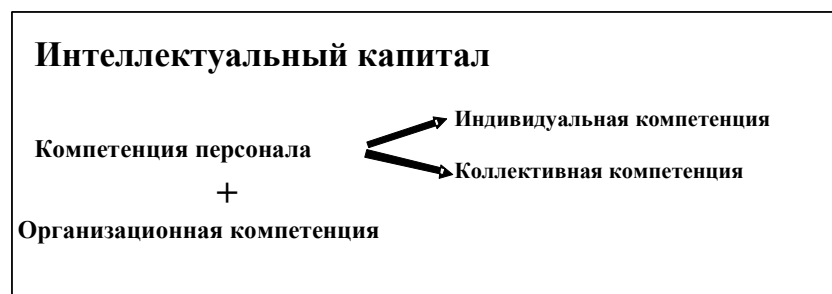 Интеллектуальный капитал
Индивидуальная компетенция
Компетенция персонала
Коллективная компетенция
+
Организационная компетенция